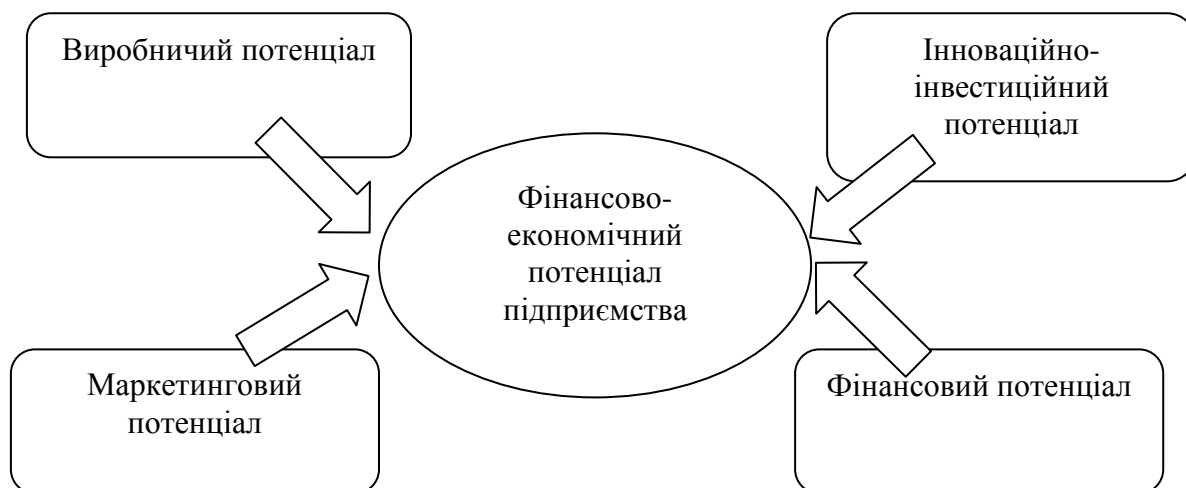 Виробничий потенціал
Інноваційно-
інвестиційний
потенціал
Фінансово-
економічний
потенціал
підприємства
Маркетинговий
потенціал
Фінансовий потенціал